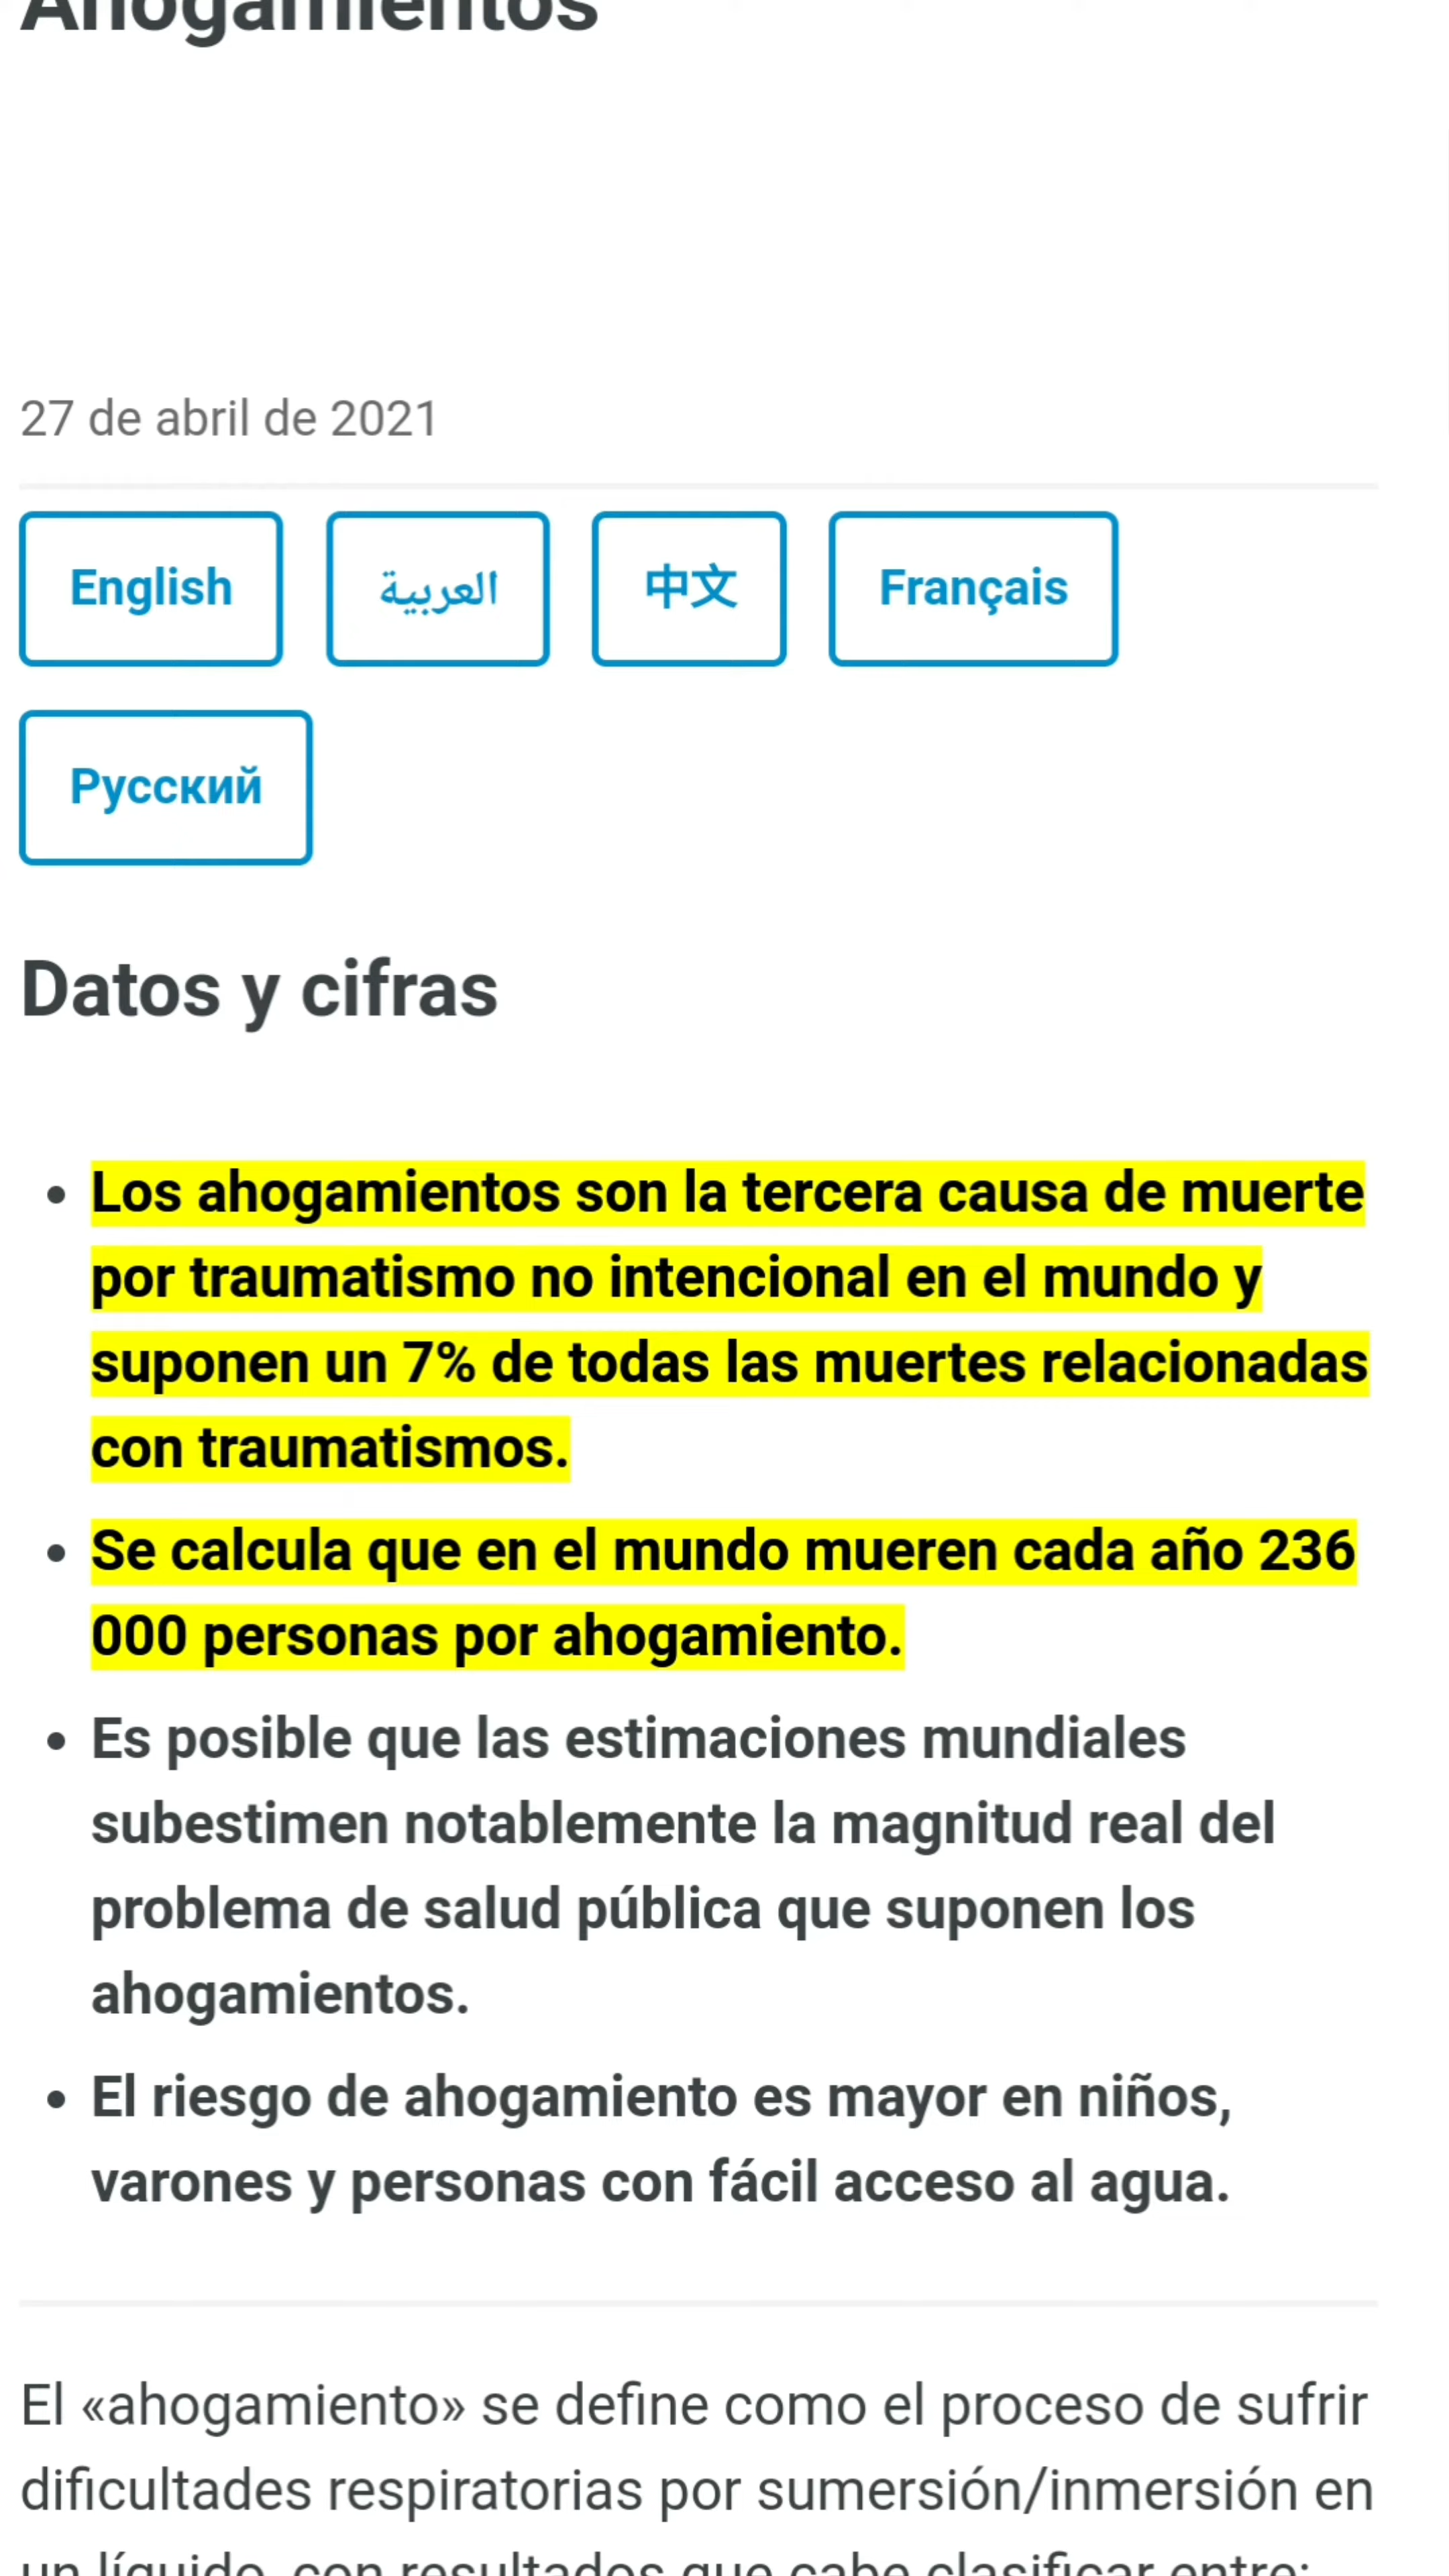 Ahogamientos
27 de abril de 2021
English العربية 中文 Français
Русский
Datos y cifras
• Los ahogamientos son la tercera causa de muerte
por traumatismo no intencional en el mundo y
suponen un 7% de todas las muertes relacionadas
con traumatismos.
• Se calcula que en el mundo mueren cada año 236
000 personas por ahogamiento.
• Es posible que las estimaciones mundiales
subestimen notablemente la magnitud real del
problema de salud pública que suponen los
ahogamientos.
• El riesgo de ahogamiento es mayor en niños,
varones y personas con fácil acceso al agua.
El «ahogamiento» se define como el proceso de sufrir
dificultades respiratorias por sumersión/inmersión en
un líquido, con resultados que cabe clasificar entre: